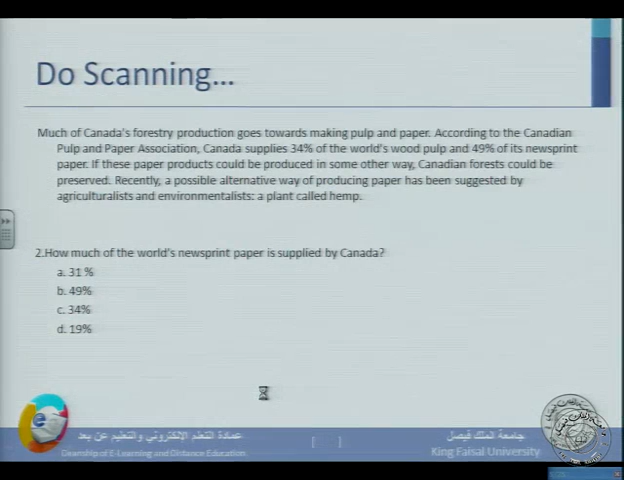 Do Scanning...
Much of Canada's forestry production goes towards making pulp and paper. According to the Canadian
Pulp and Paper Association, Canada supplies 34% of the world's wood pulp and 49% of its newsprint
paper. If these paper products could be produced in some other way, Canadian forests could be
preserved. Recently, a possible alternative way of producing paper has been suggested by
agriculturalists and environmentalists: a plant called hemp.
2.How much of the world's newsprint paper is supplied by Canada?
a. 31 %
b. 49%
c. 34%
d. 19%
عمادة التعلم الإلكتروني والتعليم عن بعد
Deanship of E-Learning and Distance Education
[ ]
جامعة الملك فيصل
King Faisal University